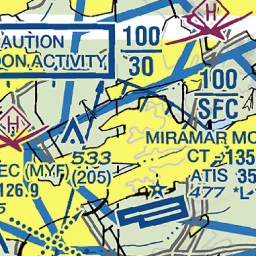 AUTION
ON ACTIVITY
100
30
H
100
SFC
H
MIRAMAR MC
CT - 135
533
(205)
EC (MYF)
126.9
ATIS 35
477 *L